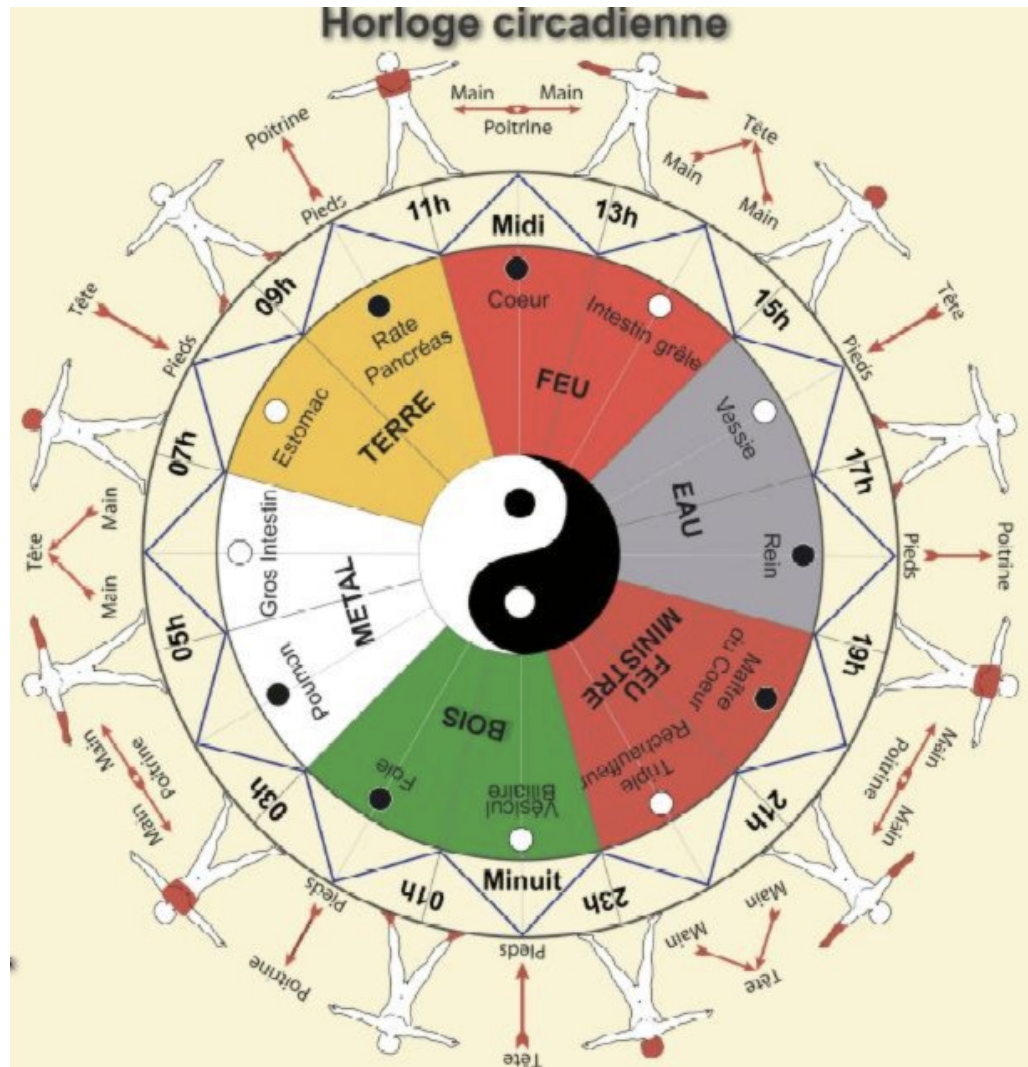 Horloge circadienne
Main Main
Poitrine
Tête
Main
Main
Tête
Pieds
Pieds
Poitrine
Main
Poitrine
Main
Main
Main
Tête
Pieds
Tête
Pieds
Poitrine
Main
Poitrine
Main
Main
Main
Tête
Tête
Pieds
Poitrine
Pieds
Midi
13h
15h
17h
19h
21h
23h
Minuit
01h
03h
05h
07h
09h
11h
Coeur
Intestin grêle
FEU
Vessie
Rein
EAU
Maître
du Coeur
Triple
Réchauffeur
FEU
MINISTRE
Vésicul
Biliaire
Foie
BOIS
Poumon
Gros Intestin
METAL
Estomac
Rate
Pancréas
TERRE